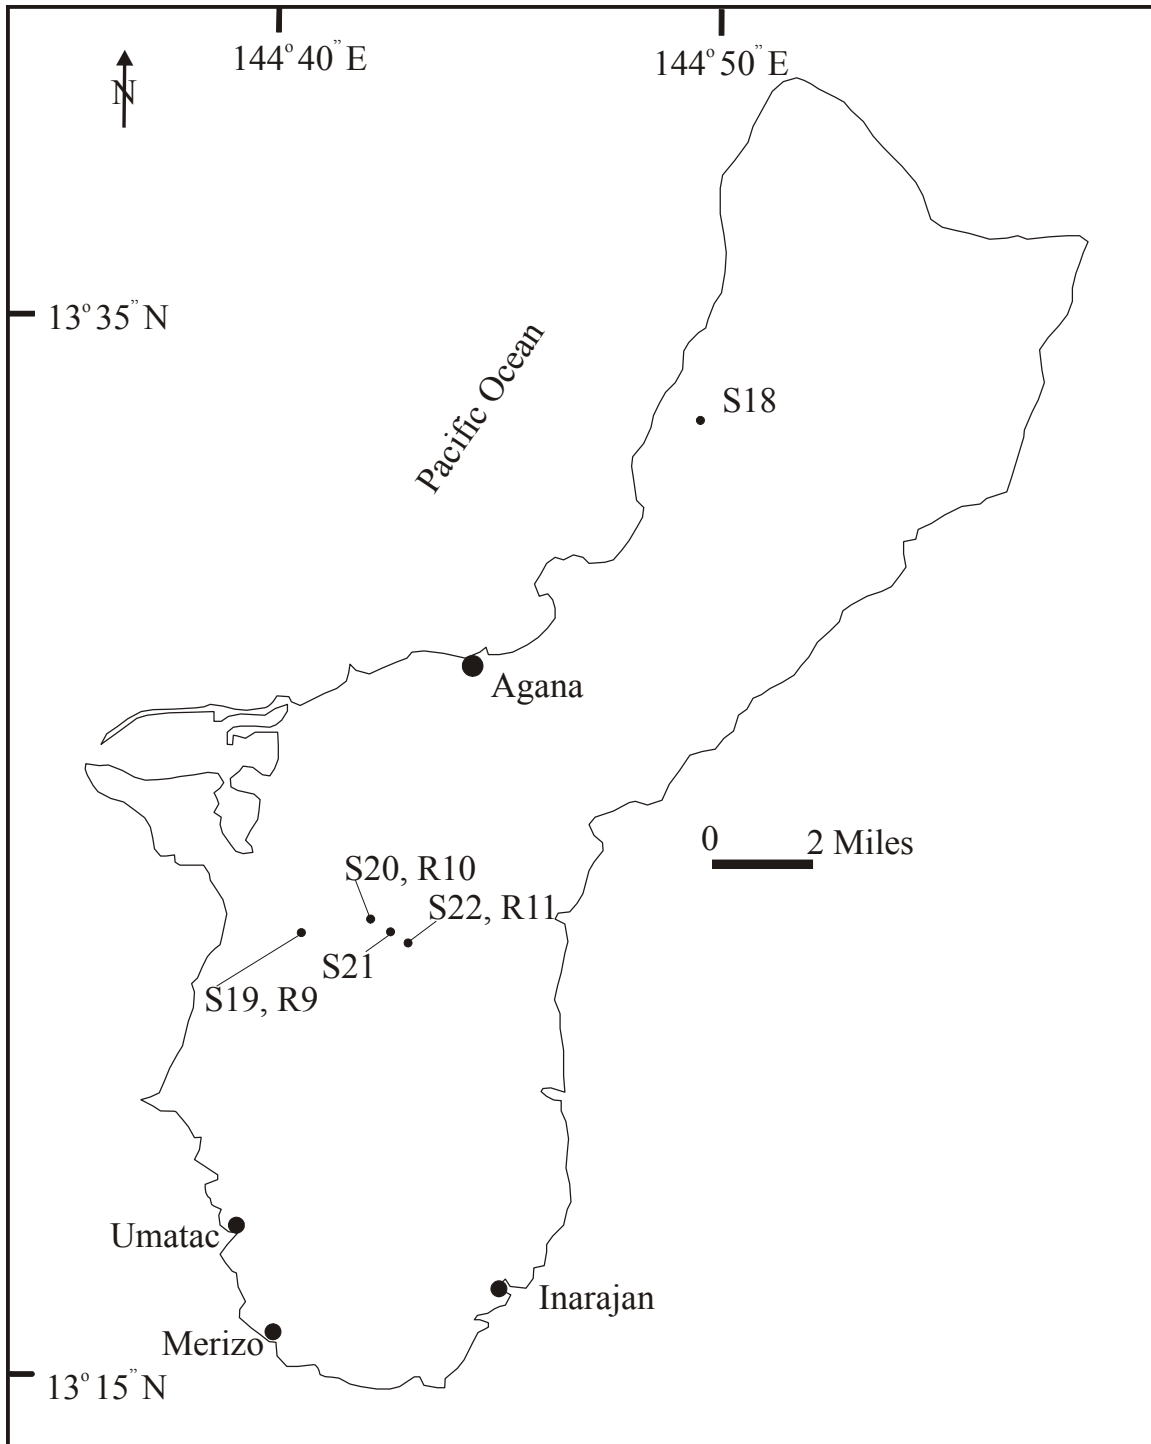 144°40”E
144°50”E
N
13°35”N
Pacific Ocean
S18
Agana
0 2 Miles
S20, R10
S22, R11
S21
S19, R9
Umatac
Inarajan
Merizo
13°15”N